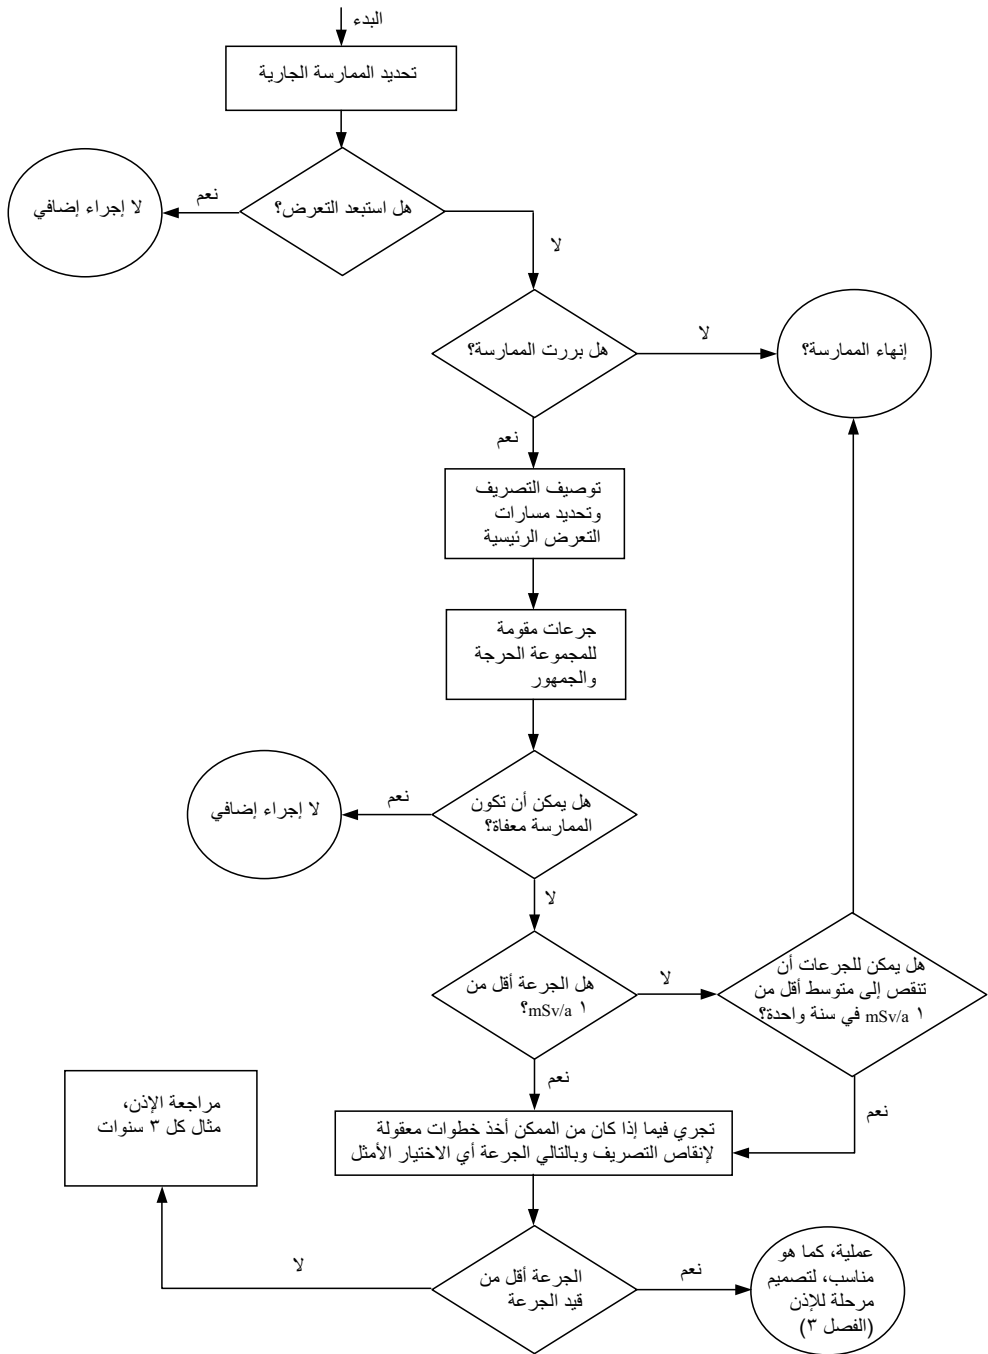 البدء
تحديد الممارسة الجارية
هل استبعد التعرض؟
نعم
لا إجراء إضافي
لا
هل بررت الممارسة؟
لا
إنهاء الممارسة؟
نعم
توصيف التصريف
وتحديد مسارات
التعرض الرئيسية
جرعات مقومة
للمجموعة الحرجة
والجمهور
هل يمكن أن تكون
الممارسة معفاة؟
نعم
لا إجراء إضافي
لا
هل الجرعة أقل من
١ mSv/a؟
لا
هل يمكن للجرعات أن
تنقص إلى متوسط أقل من
١ mSv/a في سنة واحدة؟
نعم
نعم
تجري فيما إذا كان من الممكن أخذ خطوات معقولة
لإنقاص التصريف وبالتالي الجرعة أي الاختيار الأمثل
مراجعة الإذن،
مثال كل ٣ سنوات
لا
الجرعة أقل من
قيد الجرعة
نعم
عملية، كما هو
مناسب، لتصميم
مرحلة للإذن
(الفصل ٣)